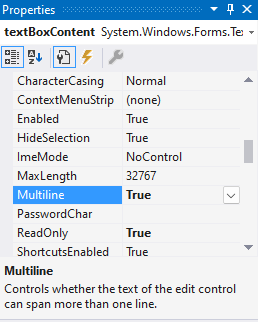 Properties
textBoxContent System.Windows.Forms.Te
CharacterCasing Normal
ContextMenuStrip (none)
Enabled True
HideSelection True
ImeMode NoControl
MaxLength 32767
Multiline True
PasswordChar
ReadOnly True
ShortcutsEnabled True
Multiline
Controls whether the text of the edit control
can span more than one line.